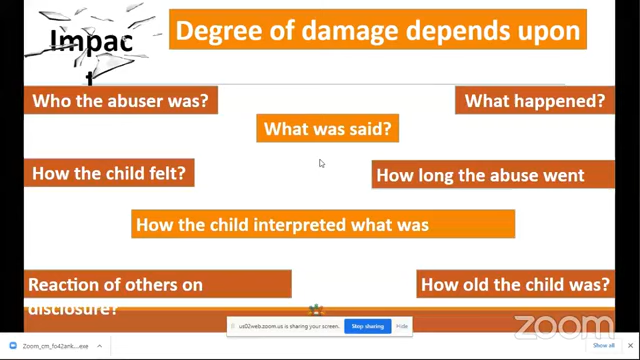 Impac
t
Degree of damage depends upon
Who the abuser was?
What happened?
What was said?
How the child felt?
How long the abuse went
How the child interpreted what was
Reaction of others on
disclosure?
How old the child was?
us02web.zoom.us is sharing your screen.
Stop sharing
Hide
zoom
Zoom_cm_fo42ank....exe
Show all